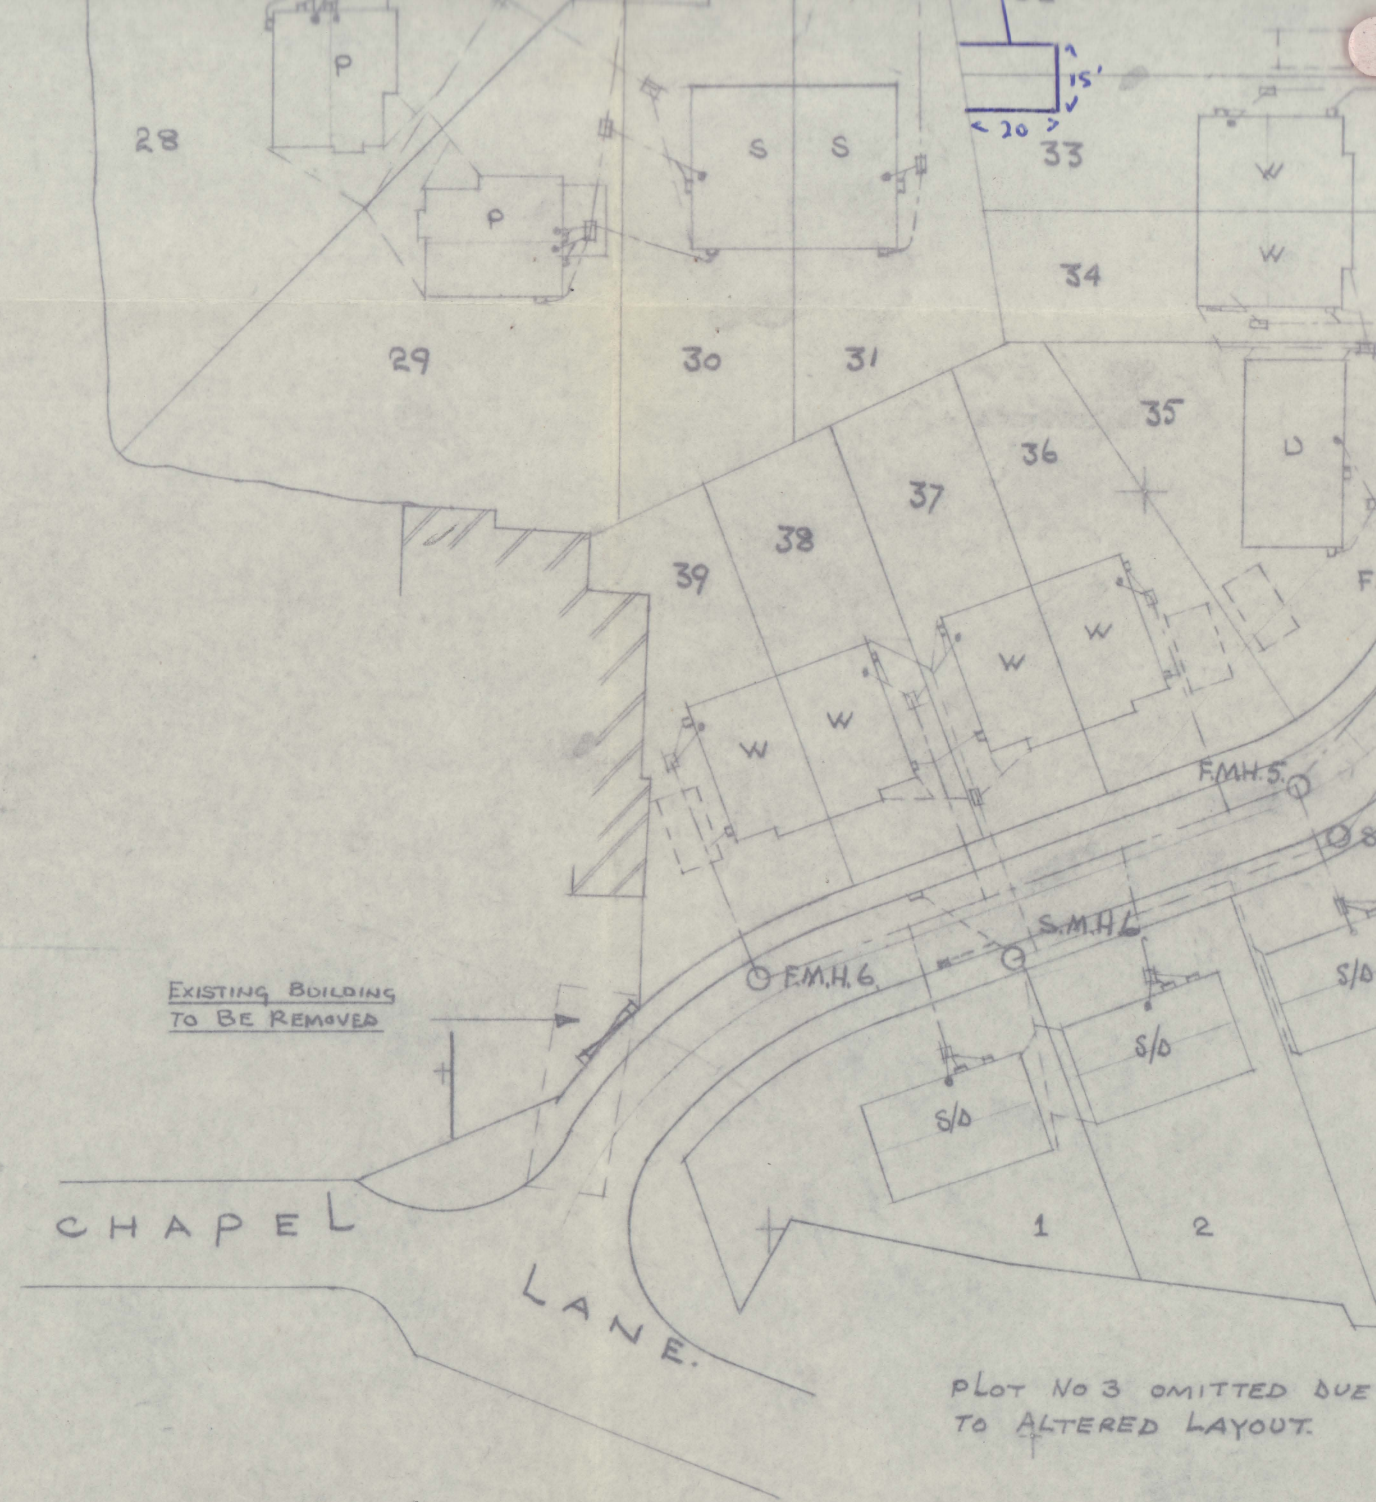 P
15'
20
28
S
S
33
W
P
W
34
29
30
31
35
36
U
37
38
39
F
W
W
W
W
F.M.H.5.
S
S.M.H.6
F.M.H.6.
S/D
EXISTING BUILDING
TO BE REMOVED
S/D
S/D
CHAPEL
LANE.
1
2
PLOT NO 3 OMITTED DUE
TO ALTERED LAYOUT.